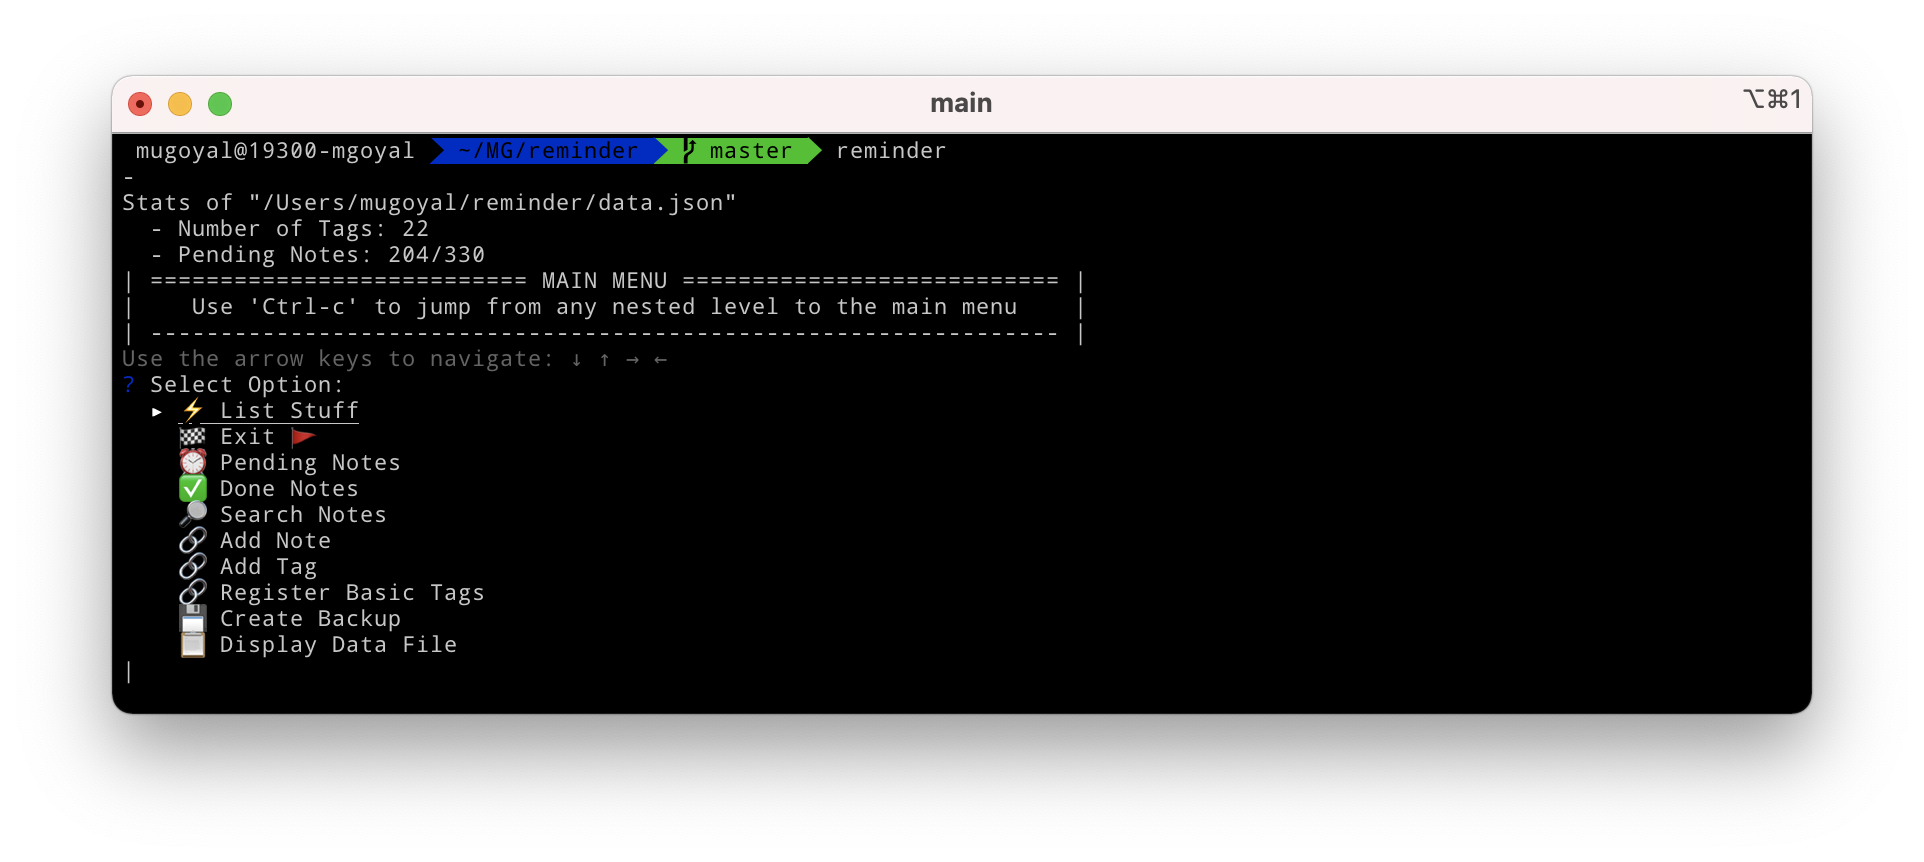 main
⌥⌘1
mugoyal@19300-mgoyal ~/MG/reminder master reminder
-
Stats of "/Users/mugoyal/reminder/data.json"
- Number of Tags: 22
- Pending Notes: 204/330
| =========================== MAIN MENU =========================== |
| Use 'Ctrl-c' to jump from any nested level to the main menu |
| ----------------------------------------------------------------- |
Use the arrow keys to navigate: ↓ ↑ → ←
? Select Option:
▸ ⚡ List Stuff
🏁 Exit 🚩
⏰ Pending Notes
✅ Done Notes
🔎 Search Notes
🔗 Add Note
🔗 Add Tag
🔗 Register Basic Tags
💾 Create Backup
📋 Display Data File
|